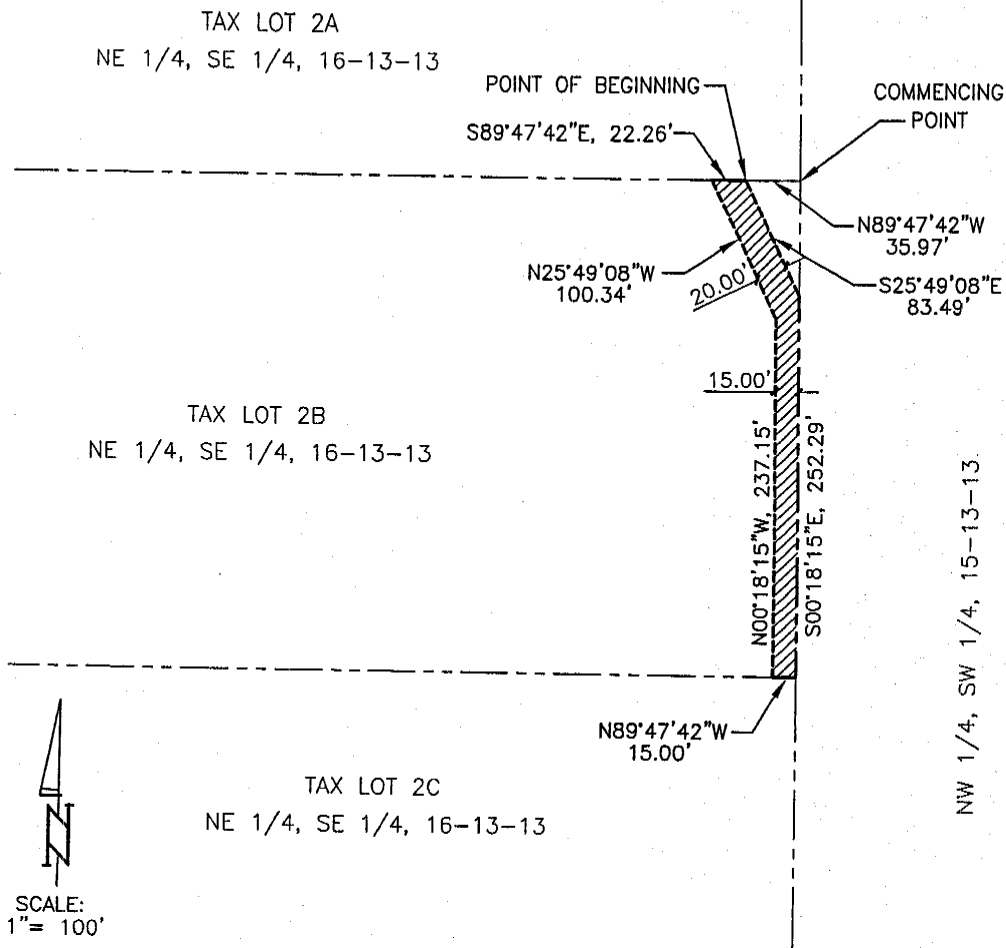 TAX LOT 2A
NE 1/4, SE 1/4, 16-13-13
POINT OF BEGINNING
COMMENCING
POINT
S89°47'42"E, 22.26'
N89°47'42"W
35.97'
N25°49'08"W
100.34'
20.00'
S25°49'08"E
83.49'
15.00'
TAX LOT 2B
NE 1/4, SE 1/4, 16-13-13
N00°18'15"W, 237.15'
S00°18'15"E, 252.29'
NW 1/4, SW 1/4, 15-13-13
N89°47'42"W
15.00'
TAX LOT 2C
NE 1/4, SE 1/4, 16-13-13
N
SCALE:
1"= 100'